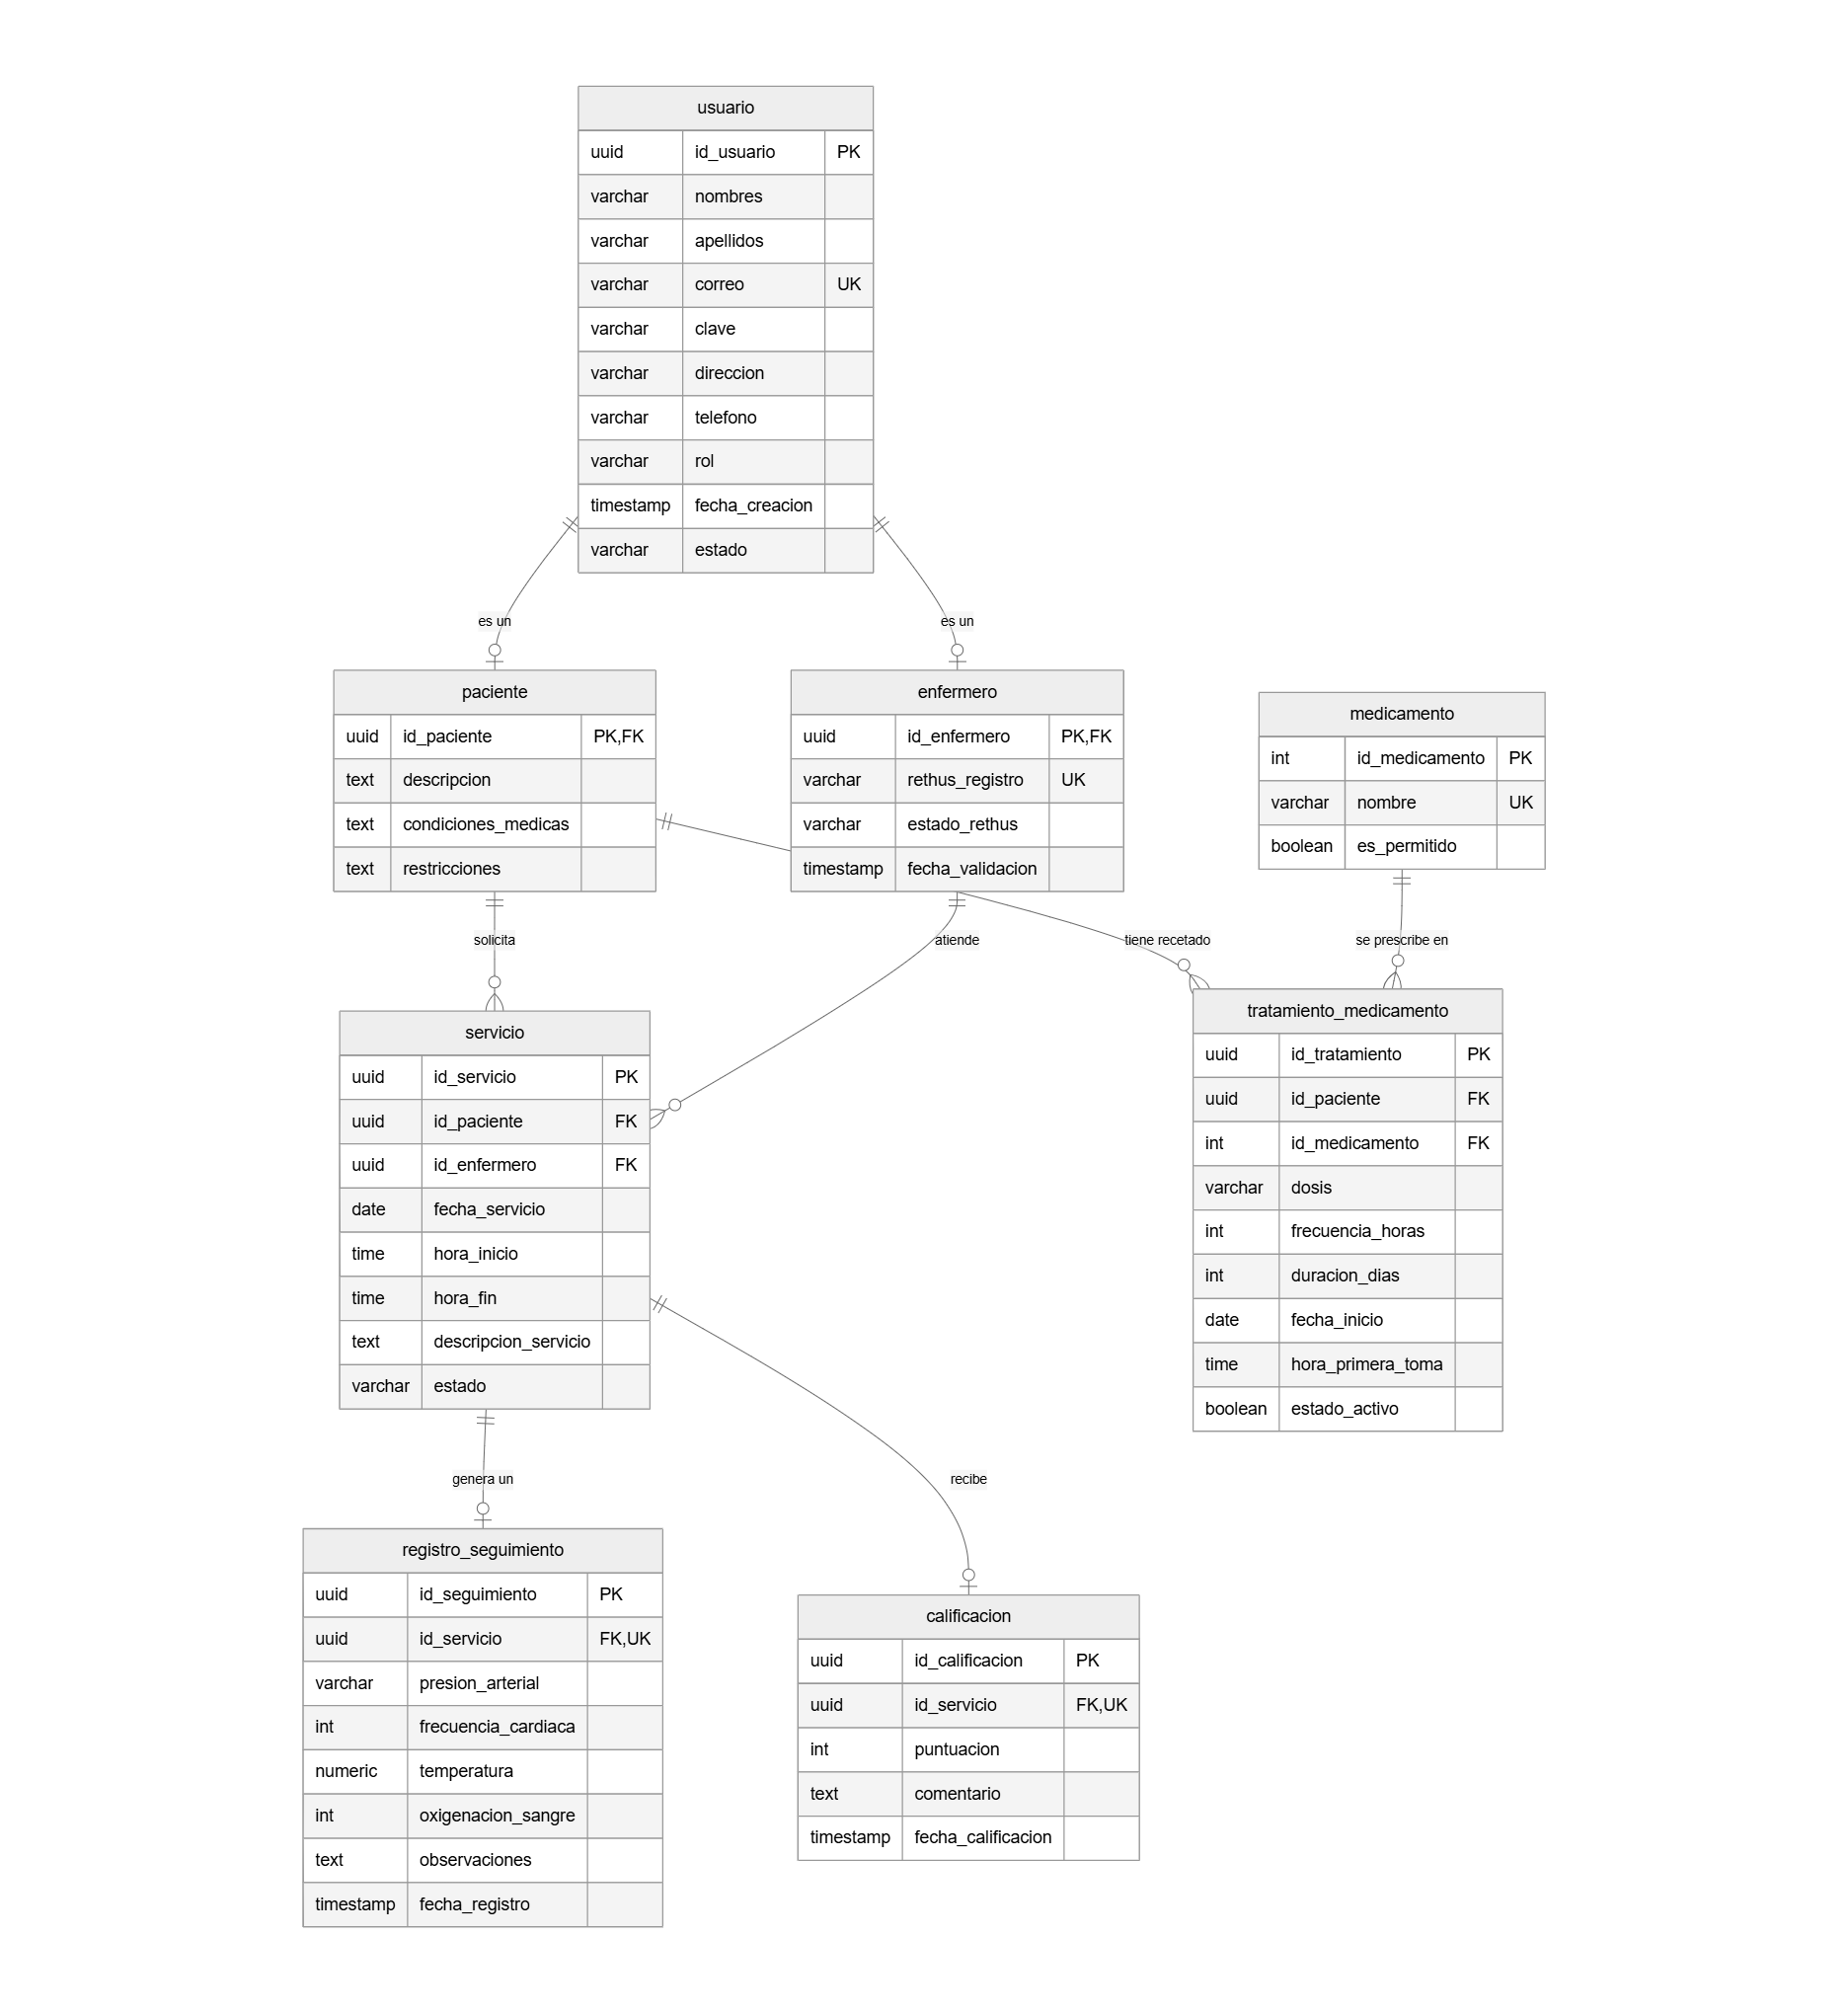 usuario
uuid id_usuario PK
varchar nombres
varchar apellidos
varchar correo UK
varchar clave
varchar direccion
varchar telefono
varchar rol
timestamp fecha_creacion
varchar estado
es un
es un
paciente
uuid id_paciente PK,FK
text descripcion
text condiciones_medicas
text restricciones
enfermero
uuid id_enfermero PK,FK
varchar rethus_registro UK
varchar estado_rethus
timestamp fecha_validacion
medicamento
int id_medicamento PK
varchar nombre UK
boolean es_permitido
solicita
atiende
tiene recetado
se prescribe en
servicio
uuid id_servicio PK
uuid id_paciente FK
uuid id_enfermero FK
date fecha_servicio
time hora_inicio
time hora_fin
text descripcion_servicio
varchar estado
tratamiento_medicamento
uuid id_tratamiento PK
uuid id_paciente FK
int id_medicamento FK
varchar dosis
int frecuencia_horas
int duracion_dias
date fecha_inicio
time hora_primera_toma
boolean estado_activo
genera un
recibe
registro_seguimiento
uuid id_seguimiento PK
uuid id_servicio FK,UK
varchar presion_arterial
int frecuencia_cardiaca
numeric temperatura
int oxigenacion_sangre
text observaciones
timestamp fecha_registro
calificacion
uuid id_calificacion PK
uuid id_servicio FK,UK
int puntuacion
text comentario
timestamp fecha_calificacion